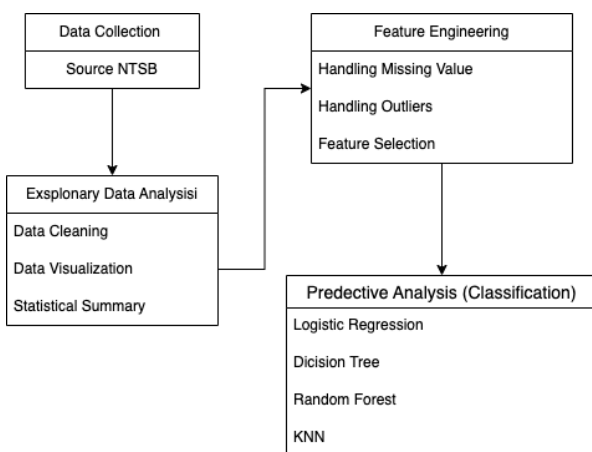 Data Collection
Source NTSB
Exsplonary Data Analysisi
Data Cleaning
Data Visualization
Statistical Summary
Feature Engineering
Handling Missing Value
Handling Outliers
Feature Selection
Predective Analysis (Classification)
Logistic Regression
Dicision Tree
Random Forest
KNN